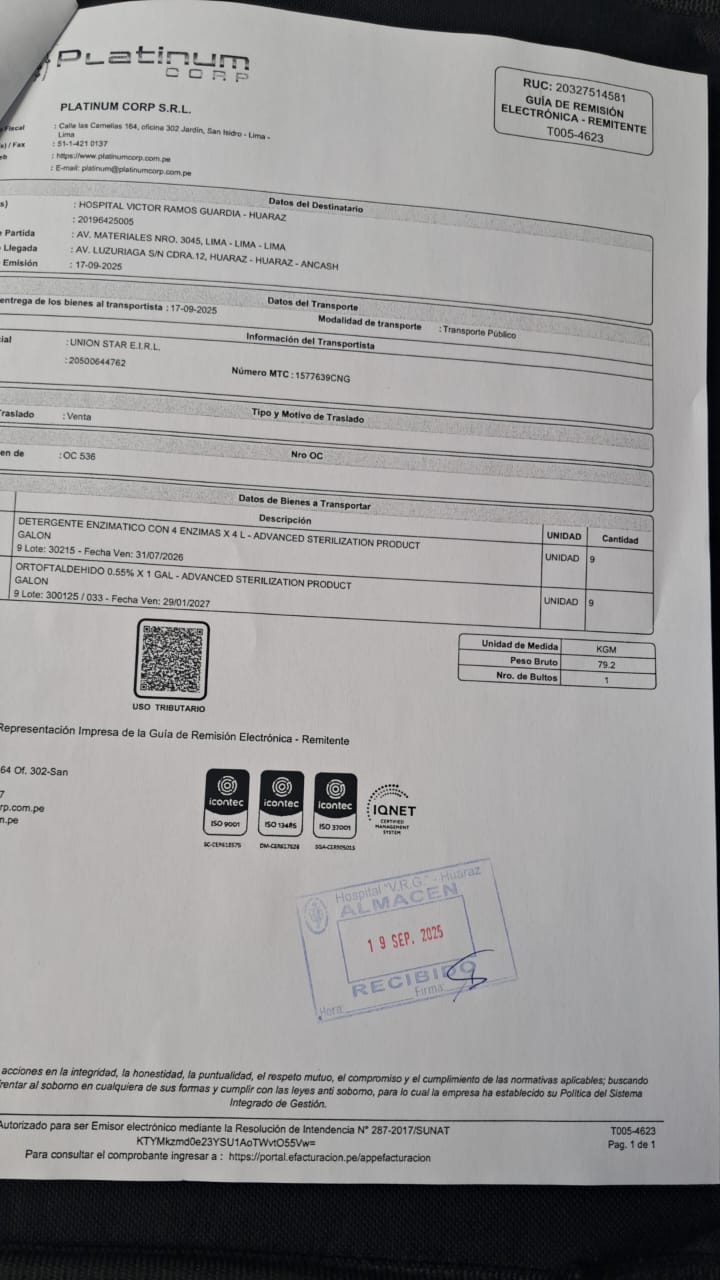 Platinum
CORP
PLATINUM CORP S.R.L.
RUC: 20327514581
GUÍA DE REMISIÓN
ELECTRÓNICA - REMITENTE
T005-4623
Fiscal : Calle las Camelias 164, oficina 302 Jardín, San Isidro - Lima -
Lima
/ Fax : 51-1-421 0137
: https://www.platinumcorp.com.pe
: E-mail: platinum@platinumcorp.com.pe
Datos del Destinatario
: HOSPITAL VICTOR RAMOS GUARDIA - HUARAZ
: 20196425005
Partida : AV. MATERIALES NRO. 3045, LIMA - LIMA - LIMA
Llegada : AV. LUZURIAGA S/N CDRA.12, HUARAZ - HUARAZ - ANCASH
Emisión : 17-09-2025
Datos del Transporte
entrega de los bienes al transportista : 17-09-2025 Modalidad de transporte : Transporte Público
Información del Transportista
:UNION STAR E.I.R.L.
:20500644762 Número MTC : 1577639CNG
Tipo y Motivo de Traslado
Traslado : Venta
Nro OC
en de :OC 536
Datos de Bienes a Transportar
Descripción UNIDAD Cantidad
DETERGENTE ENZIMATICO CON 4 ENZIMAS X 4 L - ADVANCED STERILIZATION PRODUCT UNIDAD 9
GALON
9 Lote: 30215 - Fecha Ven: 31/07/2026
ORTOFTALDEHIDO 0.55% X 1 GAL - ADVANCED STERILIZATION PRODUCT UNIDAD 9
GALON
9 Lote: 300125 / 033 - Fecha Ven: 29/01/2027
Unidad de Medida KGM
Peso Bruto 79.2
Nro. de Bultos 1
USO TRIBUTARIO
Representación Impresa de la Guía de Remisión Electrónica - Remitente
64 Of. 302-San
7
rp.com.pe
n.pe
icontec icontec icontec IQNET
ISO 9001 ISO 13485 ISO 37001 CERTIFIED MANAGEMENT SYSTEM
SC-CER618575
Hospital "V.R.G." - Huaraz
ALMACEN
19 SEP. 2025
RECIBIDO
Hora: Firma:
acciones en la integridad, la honestidad, la puntualidad, el respeto mutuo, el compromiso y el cumplimiento de las normativas aplicables; buscando
rentar al soborno en cualquiera de sus formas y cumplir con las leyes anti soborno, para lo cual la empresa ha establecido su Política del Sistema
Integrado de Gestión.
Autorizado para ser Emisor electrónico mediante la Resolución de Intendencia N° 287-2017/SUNAT T005-4623
KTYMkzmd0e23YSU1AoTWvtO55Vw= Pag. 1 de 1
Para consultar el comprobante ingresar a : https://portal.efacturacion.pe/appefacturacion